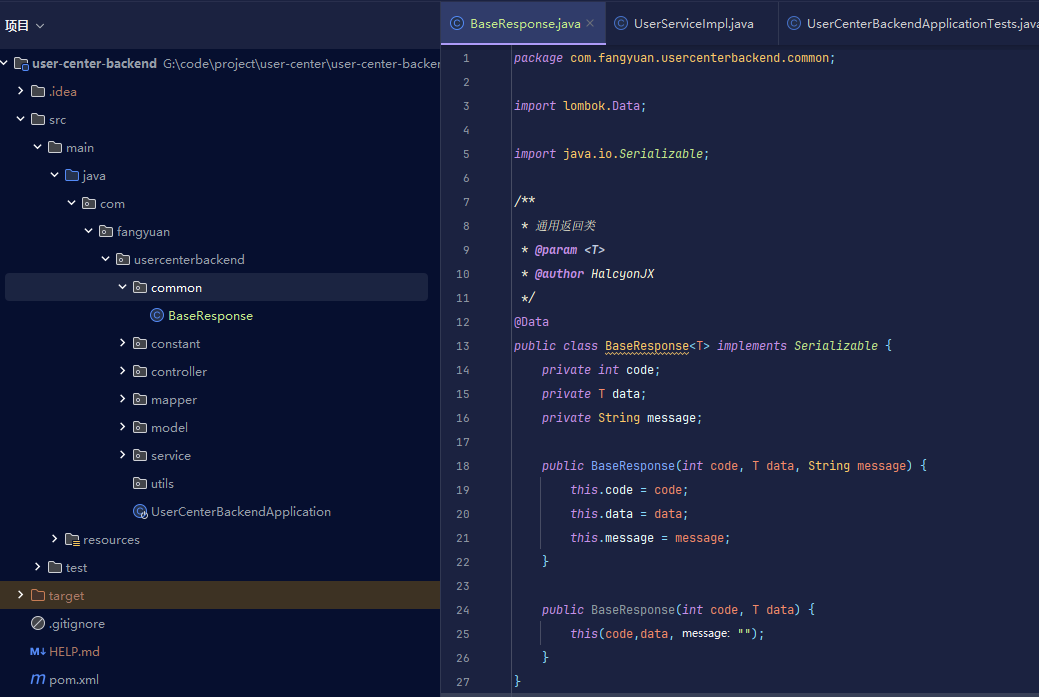 项目
user-center-backend G:\code\project\user-center\user-center-backen
.idea
src
main
java
com
fangyuan
usercenterbackend
common
BaseResponse
constant
controller
mapper
model
service
utils
UserCenterBackendApplication
resources
test
target
.gitignore
M↓ HELP.md
m pom.xml
BaseResponse.java
UserServiceImpl.java
UserCenterBackendApplicationTests.java
1 package com.fangyuan.usercenterbackend.common;
2
3 import lombok.Data;
4
5 import java.io.Serializable;
6
7 /**
8 * 通用返回类
9 * @param <T>
10 * @author HalcyonJX
11 */
12 @Data
13 public class BaseResponse<T> implements Serializable {
14 private int code;
15 private T data;
16 private String message;
17
18 public BaseResponse(int code, T data, String message) {
19 this.code = code;
20 this.data = data;
21 this.message = message;
22 }
23
24 public BaseResponse(int code, T data) {
25 this(code,data, message: "");
26 }
27 }